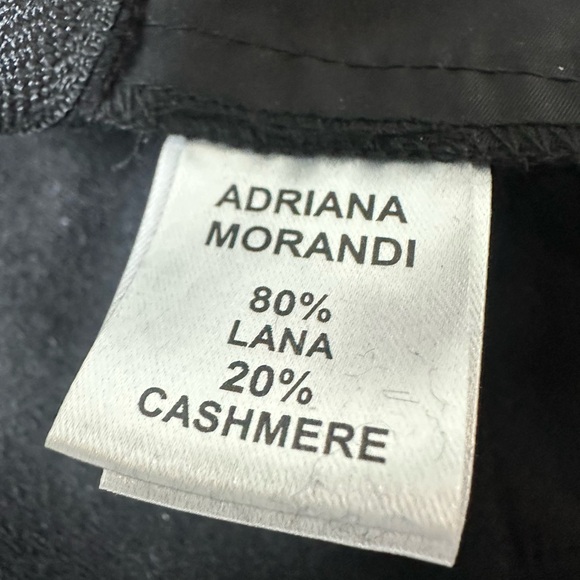 ADRIANA
MORANDI
80%
LANA
20%
CASHMERE